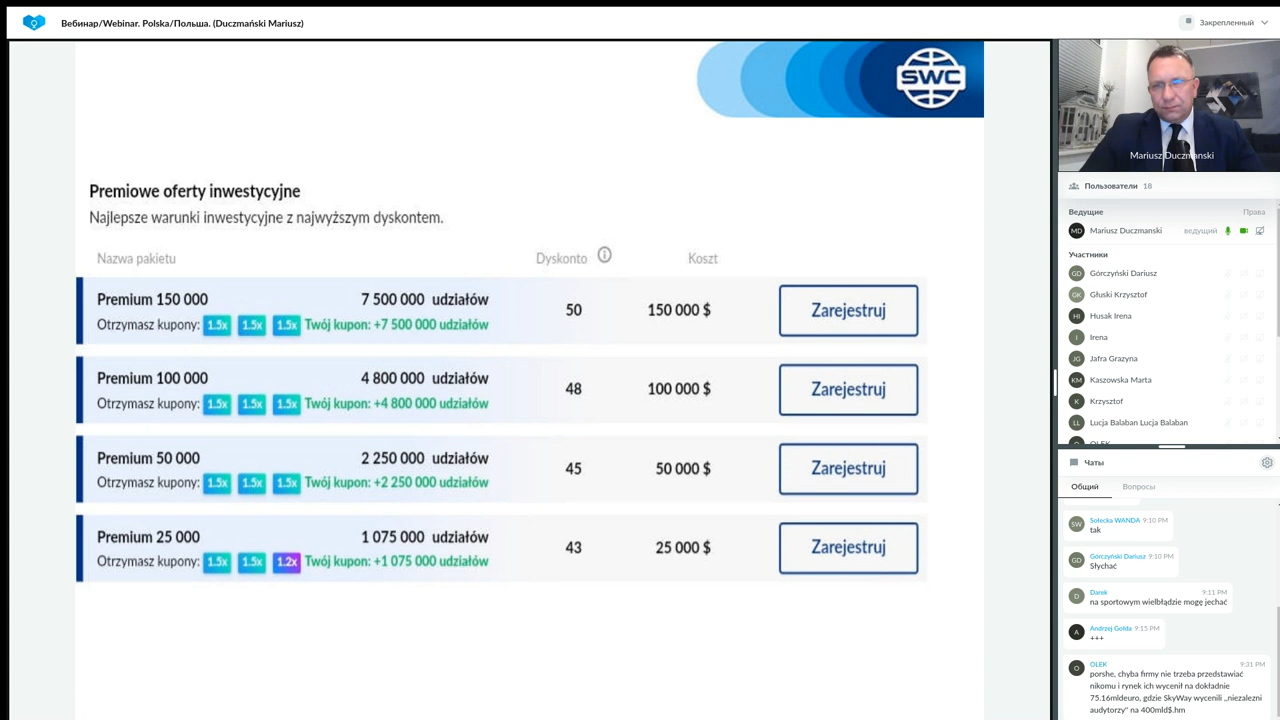 Вебинар/Webinar. Polska/Польша. (Duczmański Mariusz)
Закрепленный
SWC
Premiowe oferty inwestycyjne
Najlepsze warunki inwestycyjne z najwyższym dyskontem.
Nazwa pakietu Dyskonto Koszt
Premium 150 000 7 500 000 udziałów 50 150 000 $ Zarejestruj
Otrzymasz kupony: 1.5x 1.5x 1.5x Twój kupon: +7 500 000 udziałów
Premium 100 000 4 800 000 udziałów 48 100 000 $ Zarejestruj
Otrzymasz kupony: 1.5x 1.5x 1.5x Twój kupon: +4 800 000 udziałów
Premium 50 000 2 250 000 udziałów 45 50 000 $ Zarejestruj
Otrzymasz kupony: 1.5x 1.5x 1.5x Twój kupon: +2 250 000 udziałów
Premium 25 000 1 075 000 udziałów 43 25 000 $ Zarejestruj
Otrzymasz kupony: 1.5x 1.5x 1.2x Twój kupon: +1 075 000 udziałów
Mariusz Duczmanski
Пользователи 18
Ведущие Права
MD Mariusz Duczmanski ведущий
Участники
GD Górczyński Dariusz
GK Głuski Krzysztof
HI Husak Irena
I Irena
JG Jafra Grazyna
KM Kaszowska Marta
K Krzysztof
LL Lucja Balaban Lucja Balaban
OLEK
Чаты
Общий Вопросы
SW Sołecka WANDA 9:10 PM
tak
GD Górczyński Dariusz 9:10 PM
Słychać
D Darek 9:11 PM
na sportowym wielbłądzie mogę jechać
A Andrzej Gołda 9:15 PM
+++
O OLEK 9:31 PM
porshe, chyba firmy nie trzeba przedstawiać
nikomu i rynek ich wycenił na dokładnie
75.16mldeuro, gdzie SkyWay wycenili ,,niezalezni
audytorzy" na 400mld$.hm